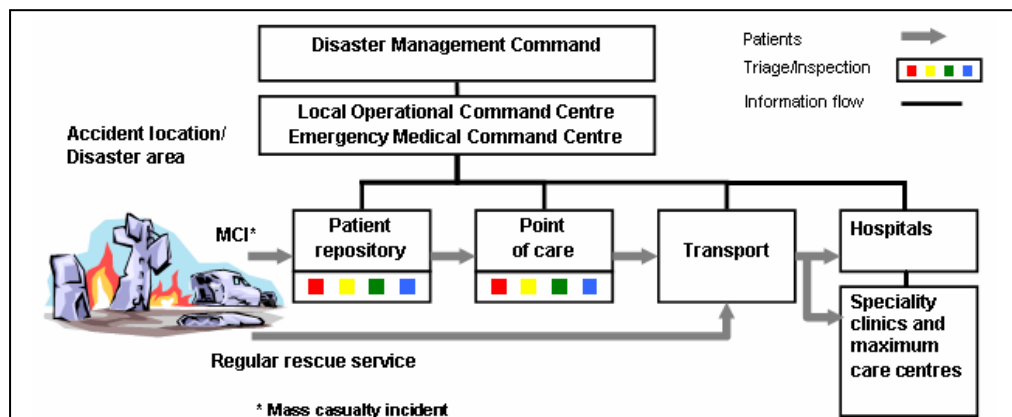 Disaster Management Command
Local Operational Command Centre
Emergency Medical Command Centre
Patients
Triage/Inspection
Information flow
Accident location/
Disaster area
MCI*
Patient
repository
Point
of care
Transport
Hospitals
Speciality
clinics and
maximum
care centres
Regular rescue service
* Mass casualty incident